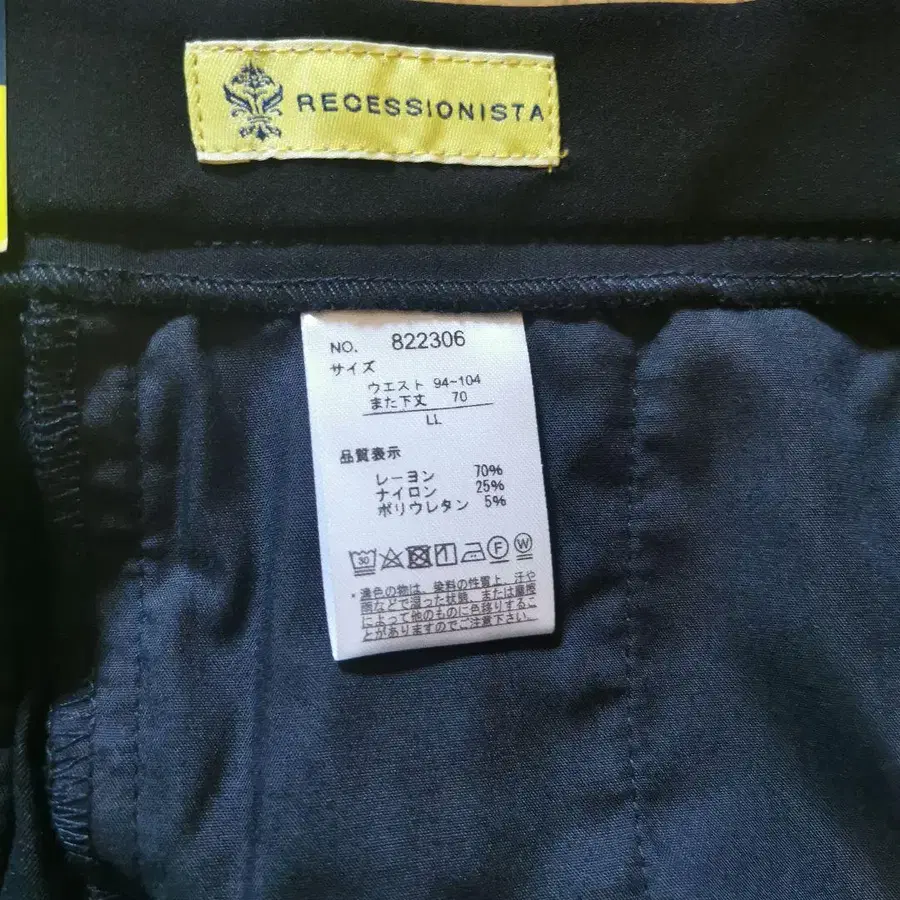 RECESSIONISTA
NO. 822306
サイズ
ウエスト 94-104
また下丈 70
LL
品質表示
レーヨン 70%
ナイロン 25%
ポリウレタン 5%
30 F W
・濃色の物は、染料の性質上、汗や
雨などで湿った状態、または摩擦
によって他のものに色移りするこ
とがありますのでご注意下さい。